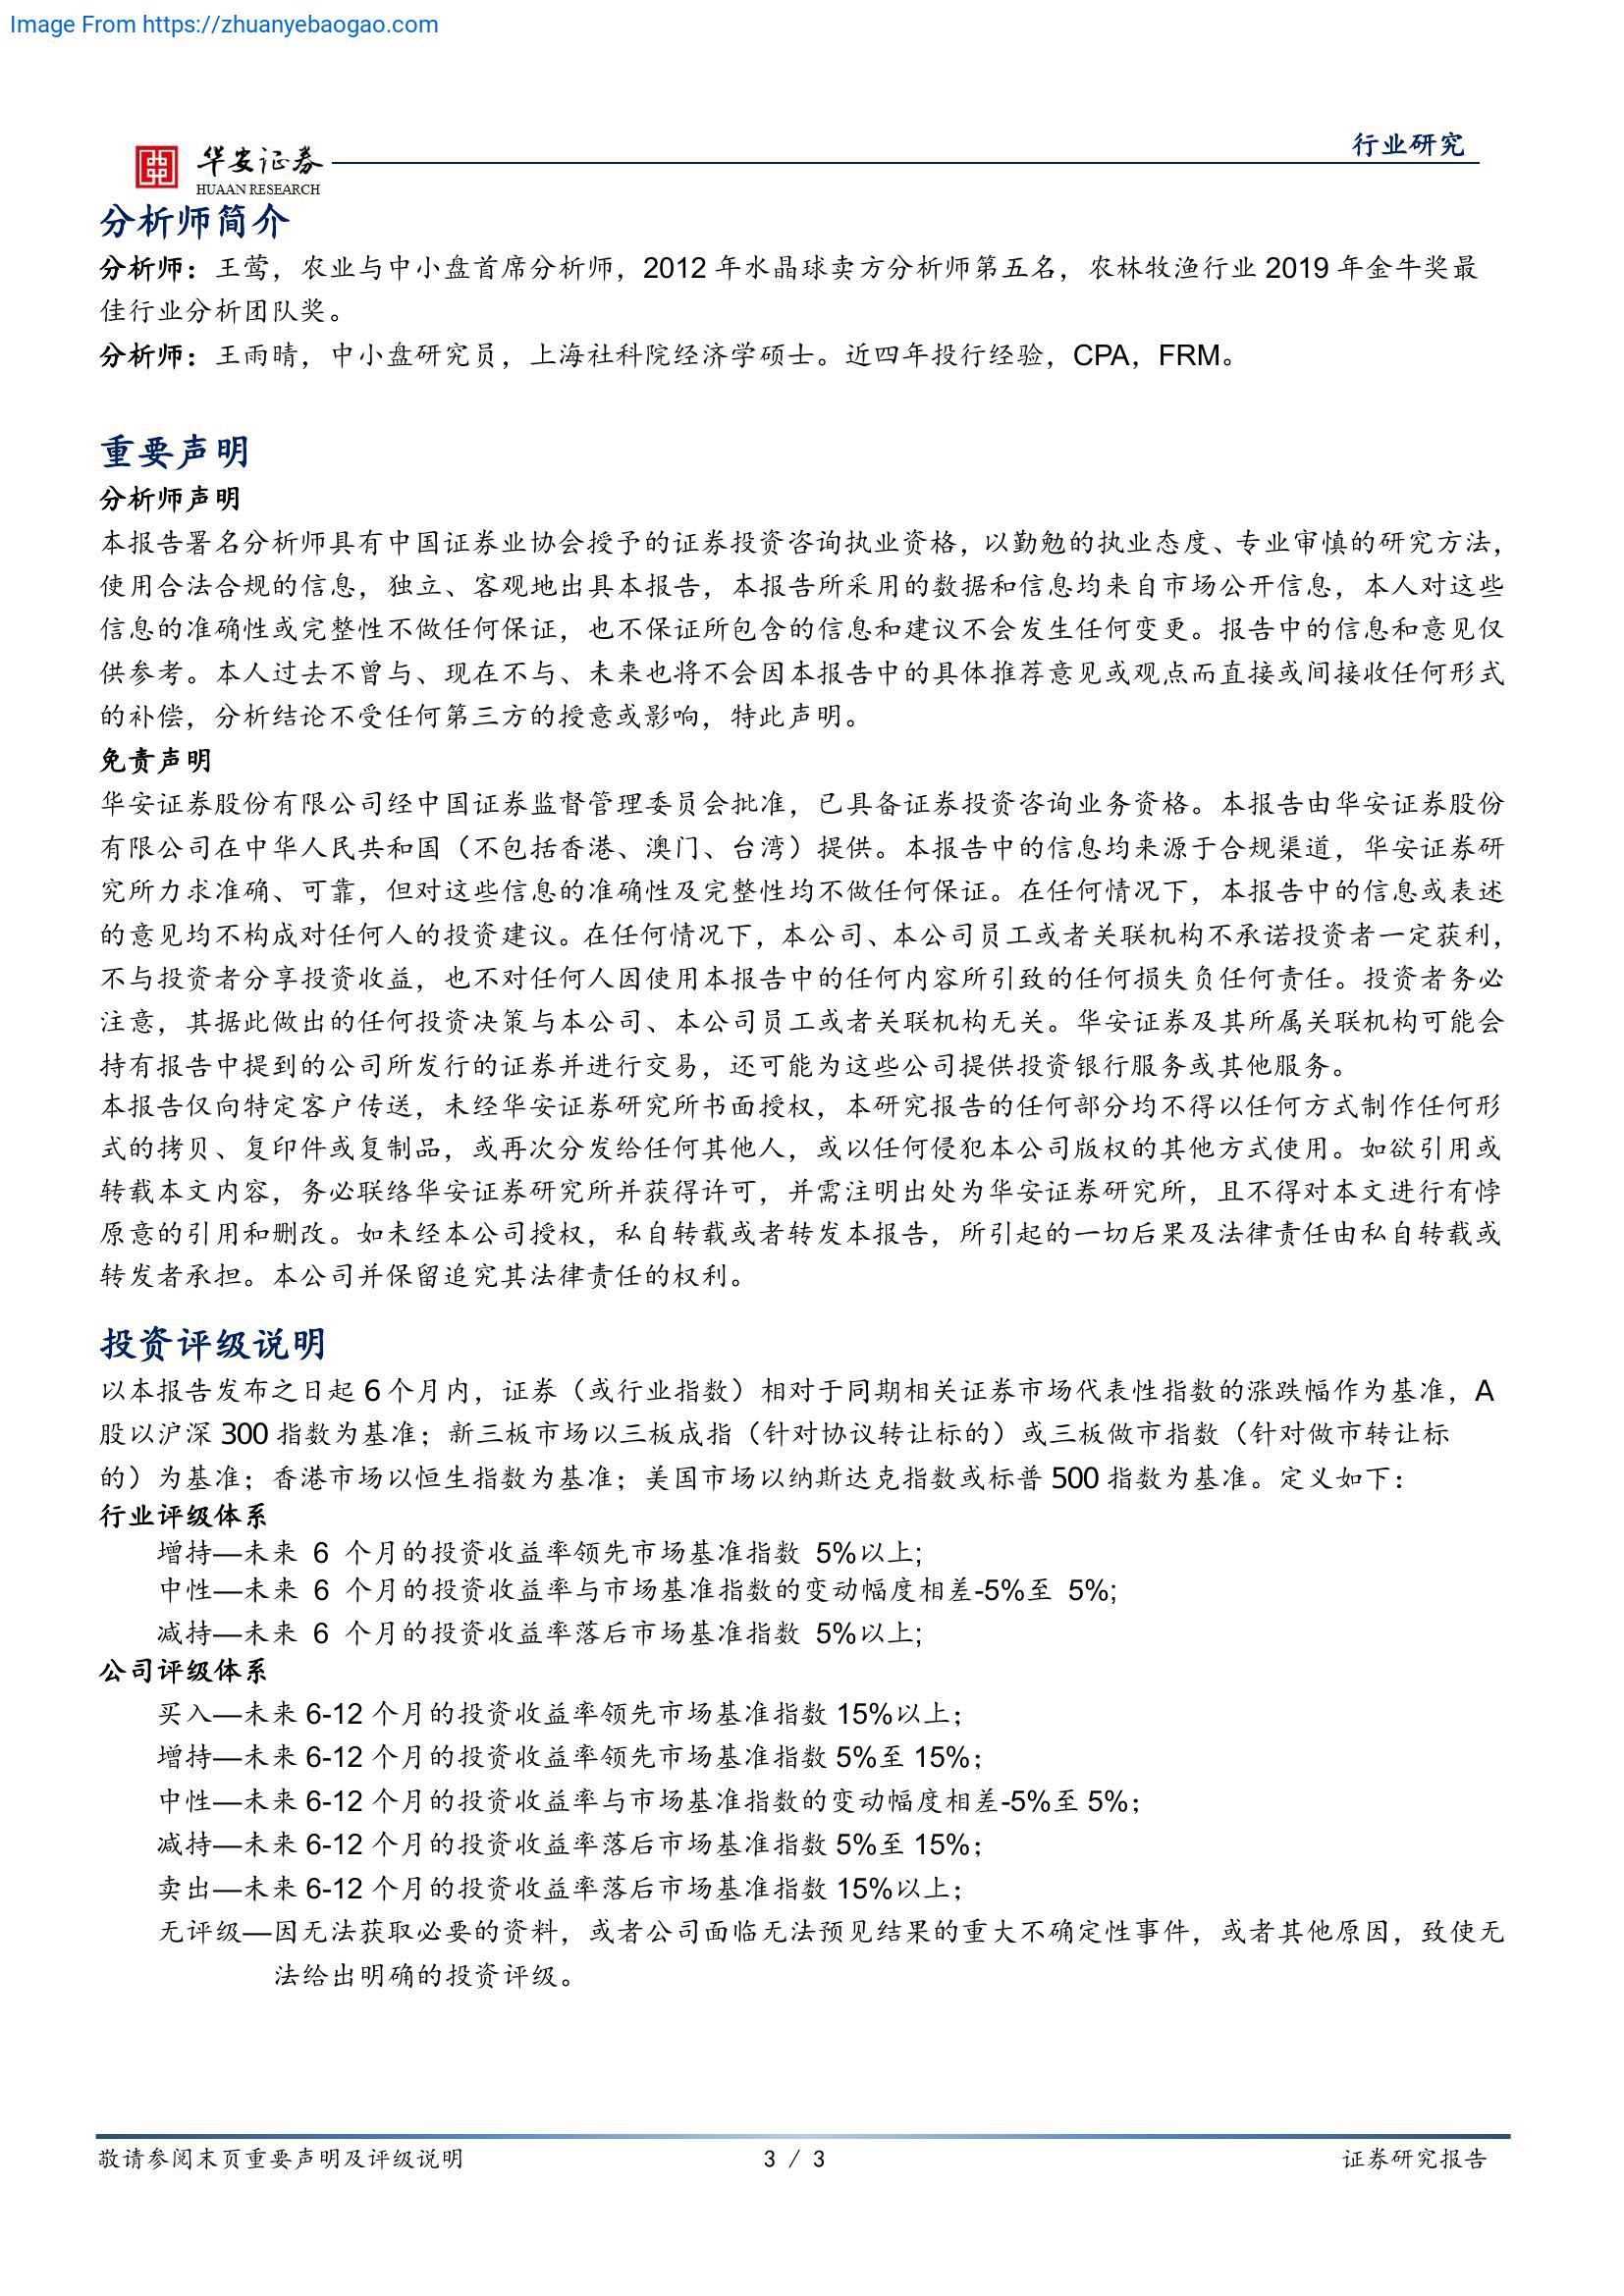 Image From https://zhuanyebaogao.com
行业研究
华安证券
HUAAN RESEARCH
分析师简介
分析师：王莺，农业与中小盘首席分析师，2012 年水晶球卖方分析师第五名，农林牧渔行业 2019 年金牛奖最
佳行业分析团队奖。
分析师：王雨晴，中小盘研究员，上海社科院经济学硕士。近四年投行经验，CPA，FRM。
重要声明
分析师声明
本报告署名分析师具有中国证券业协会授予的证券投资咨询执业资格，以勤勉的执业态度、专业审慎的研究方法，
使用合法合规的信息，独立、客观地出具本报告，本报告所采用的数据和信息均来自市场公开信息，本人对这些
信息的准确性或完整性不做任何保证，也不保证所包含的信息和建议不会发生任何变更。报告中的信息和意见仅
供参考。本人过去不曾与、现在不与、未来也将不会因本报告中的具体推荐意见或观点而直接或间接收任何形式
的补偿，分析结论不受任何第三方的授意或影响，特此声明。
免责声明
华安证券股份有限公司经中国证券监督管理委员会批准，已具备证券投资咨询业务资格。本报告由华安证券股份
有限公司在中华人民共和国（不包括香港、澳门、台湾）提供。本报告中的信息均来源于合规渠道，华安证券研
究所力求准确、可靠，但对这些信息的准确性及完整性均不做任何保证。在任何情况下，本报告中的信息或表述
的意见均不构成对任何人的投资建议。在任何情况下，本公司、本公司员工或者关联机构不承诺投资者一定获利，
不与投资者分享投资收益，也不对任何人因使用本报告中的任何内容所引致的任何损失负任何责任。投资者务必
注意，其据此做出的任何投资决策与本公司、本公司员工或者关联机构无关。华安证券及其所属关联机构可能会
持有报告中提到的公司所发行的证券并进行交易，还可能为这些公司提供投资银行服务或其他服务。
本报告仅向特定客户传送，未经华安证券研究所书面授权，本研究报告的任何部分均不得以任何方式制作任何形
式的拷贝、复印件或复制品，或再次分发给任何其他人，或以任何侵犯本公司版权的其他方式使用。如欲引用或
转载本文内容，务必联络华安证券研究所并获得许可，并需注明出处为华安证券研究所，且不得对本文进行有悖
原意的引用和删改。如未经本公司授权，私自转载或者转发本报告，所引起的一切后果及法律责任由私自转载或
转发者承担。本公司并保留追究其法律责任的权利。
投资评级说明
以本报告发布之日起 6 个月内，证券（或行业指数）相对于同期相关证券市场代表性指数的涨跌幅作为基准，A
股以沪深 300 指数为基准；新三板市场以三板成指（针对协议转让标的）或三板做市指数（针对做市转让标
的）为基准；香港市场以恒生指数为基准；美国市场以纳斯达克指数或标普 500 指数为基准。定义如下：
行业评级体系
增持—未来 6 个月的投资收益率领先市场基准指数 5%以上;
中性—未来 6 个月的投资收益率与市场基准指数的变动幅度相差-5%至 5%;
减持—未来 6 个月的投资收益率落后市场基准指数 5%以上;
公司评级体系
买入—未来 6-12 个月的投资收益率领先市场基准指数 15%以上；
增持—未来 6-12 个月的投资收益率领先市场基准指数 5%至 15%；
中性—未来 6-12 个月的投资收益率与市场基准指数的变动幅度相差-5%至 5%；
减持—未来 6-12 个月的投资收益率落后市场基准指数 5%至 15%；
卖出—未来 6-12 个月的投资收益率落后市场基准指数 15%以上；
无评级—因无法获取必要的资料，或者公司面临无法预见结果的重大不确定性事件，或者其他原因，致使无
法给出明确的投资评级。
敬请参阅末页重要声明及评级说明
3 / 3
证券研究报告